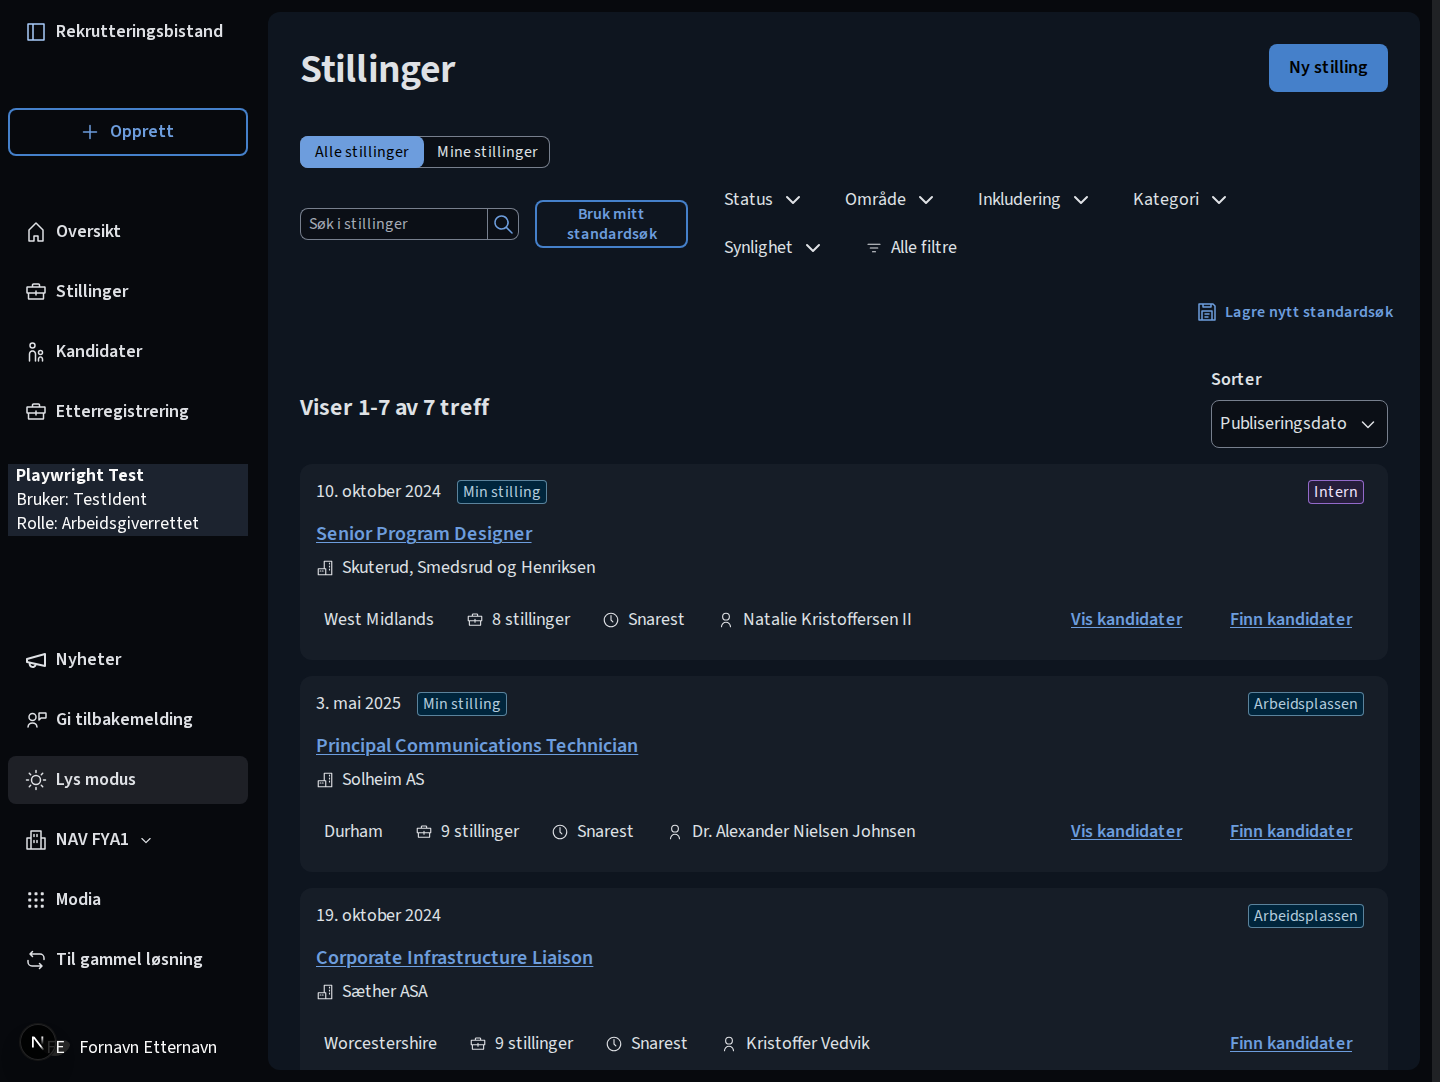 Rekrutteringsbistand
Opprett
Oversikt
Stillinger
Kandidater
Etterregistrering
Playwright Test
Bruker: TestIdent
Rolle: Arbeidsgiverrettet
Nyheter
Gi tilbakemelding
Lys modus
NAV FYA1
Modia
Til gammel løsning
Fornavn Etternavn
Stillinger
Ny stilling
Alle stillinger
Mine stillinger
Søk i stillinger
Bruk mitt
standardsøk
Status
Område
Inkludering
Kategori
Synlighet
Alle filtre
Lagre nytt standardsøk
Viser 1-7 av 7 treff
Sorter
Publiseringsdato
10. oktober 2024
Min stilling
Intern
Senior Program Designer
Skuterud, Smedsrud og Henriksen
West Midlands
8 stillinger
Snarest
Natalie Kristoffersen II
Vis kandidater
Finn kandidater
3. mai 2025
Min stilling
Arbeidsplassen
Principal Communications Technician
Solheim AS
Durham
9 stillinger
Snarest
Dr. Alexander Nielsen Johnsen
Vis kandidater
Finn kandidater
19. oktober 2024
Arbeidsplassen
Corporate Infrastructure Liaison
Sæther ASA
Worcestershire
9 stillinger
Snarest
Kristoffer Vedvik
Finn kandidater